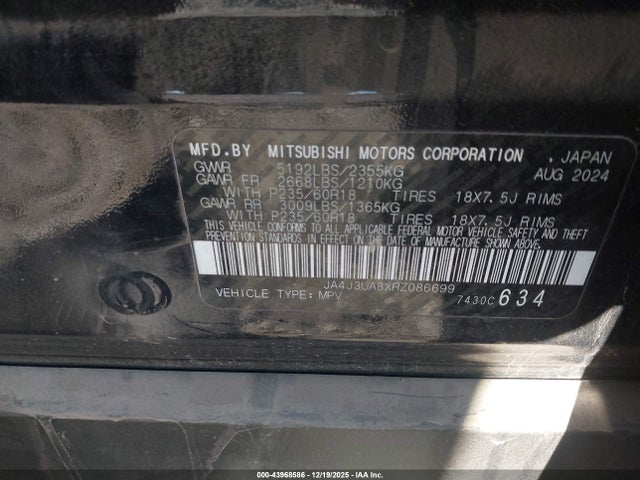 MFD.BY MITSUBISHI MOTORS CORPORATION , JAPAN
GVWR 5192LBS/2355KG AUG 2024
GAWR FR 2668LBS/1210KG
WITH P235/60R18 TIRES 18X7.5J RIMS
GAWR RR 3009LBS/1365KG
WITH P235/60R18 TIRES 18X7.5J RIMS
THIS VEHICLE CONFORMS TO ALL APPLICABLE FEDERAL MOTOR VEHICLE SAFETY AND THEFT
PREVENTION STANDARDS IN EFFECT ON THE DATE OF MANUFACTURE SHOWN ABOVE.
JA4J3UA8XRZ086699
VEHICLE TYPE: MPV 7430C 634
00-43968586 • 12/19/2025 - IAA Inc.